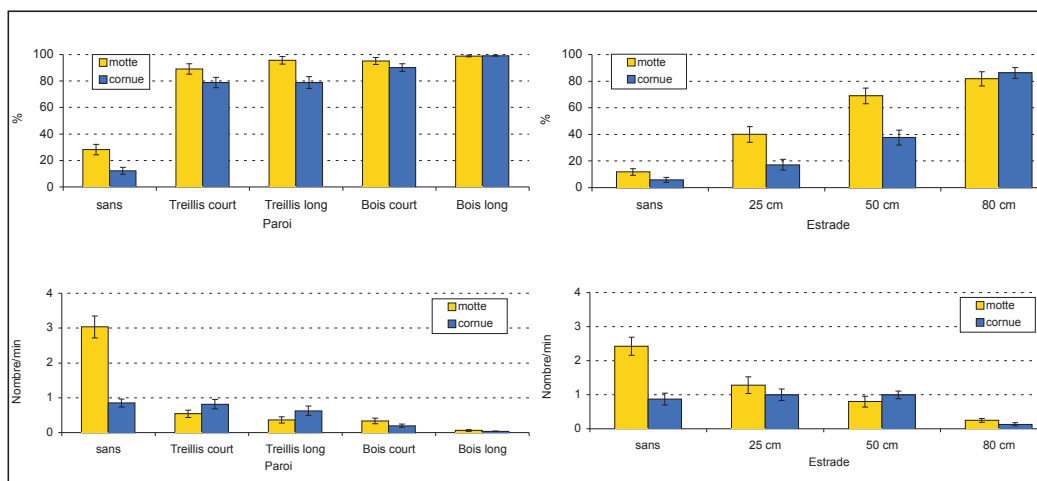 100
80
60
40
20
0
%
motte
cornue
sans
Treillis court
Treillis long
Bois court
Bois long
Paroi
100
80
60
40
20
0
%
motte
cornue
sans
25 cm
50 cm
80 cm
Estrade
4
3
2
1
0
Nombre/min
motte
cornue
sans
Treillis court
Treillis long
Bois court
Bois long
Paroi
4
3
2
1
0
Nombre/min
motte
cornue
sans
25 cm
50 cm
80 cm
Estrade